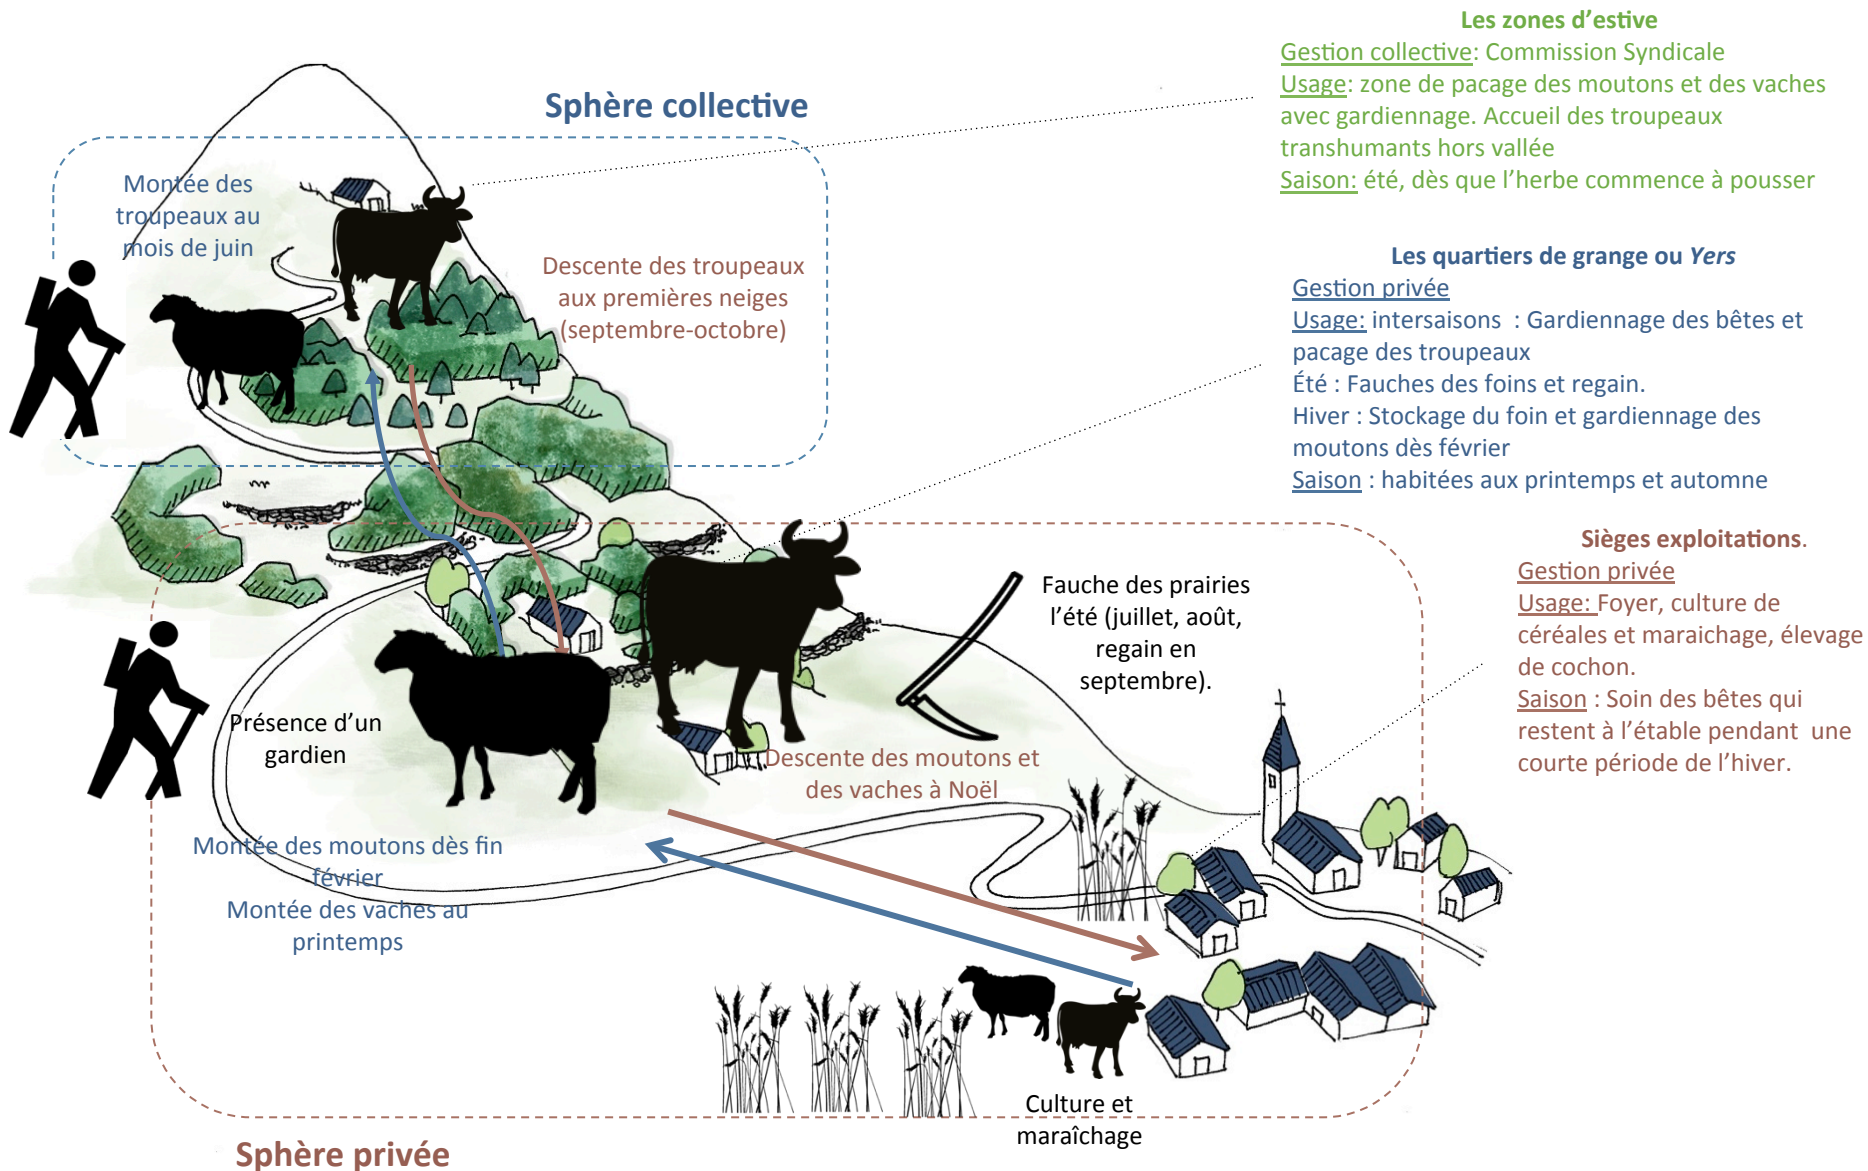 Les zones d’estive
Gestion collective: Commission Syndicale
Usage: zone de pacage des moutons et des vaches
avec gardiennage. Accueil des troupeaux
transhumants hors vallée
Saison: été, dès que l’herbe commence à pousser
Sphère collective
Montée des
troupeaux au
mois de juin
Descente des troupeaux
aux premières neiges
(septembre-octobre)
Les quartiers de grange ou Yers
Gestion privée
Usage: intersaisons : Gardiennage des bêtes et
pacage des troupeaux
Été : Fauches des foins et regain.
Hiver : Stockage du foin et gardiennage des
moutons dès février
Saison : habitées aux printemps et automne
Sièges exploitations.
Gestion privée
Usage: Foyer, culture de
céréales et maraichage, élevage
de cochon.
Saison : Soin des bêtes qui
restent à l’étable pendant une
courte période de l’hiver.
Fauche des prairies
l’été (juillet, août,
regain en
septembre).
Présence d’un
gardien
Descente des moutons et
des vaches à Noël
Montée des moutons dès fin
février
Montée des vaches au
printemps
Culture et
maraîchage
Sphère privée